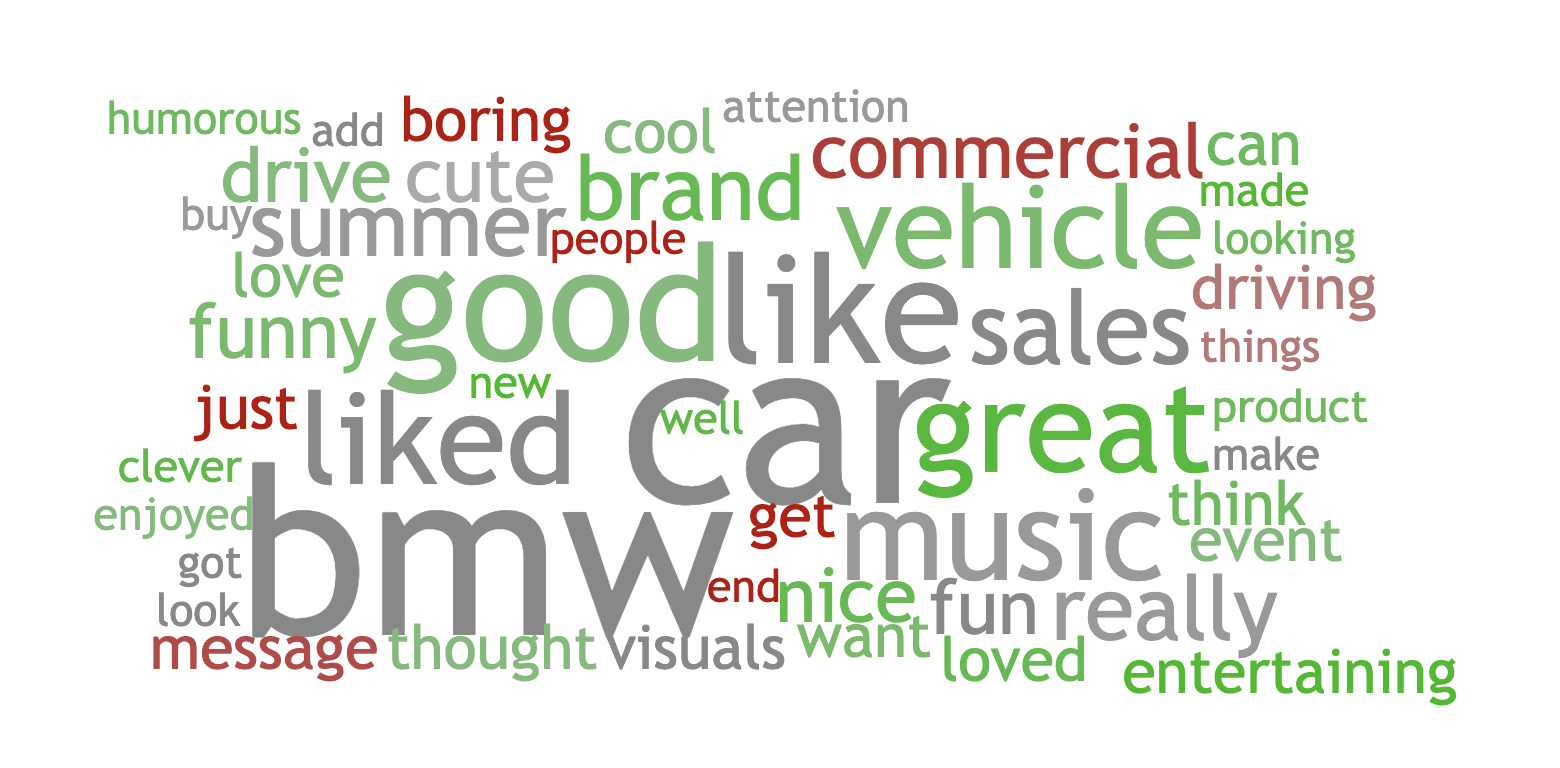 attention
humorous add boring cool commercial can
drive cute brand made
buy summer people vehicle looking
love good like driving
funny sales things
new car
just liked well great product
clever make
enjoyed bmw get music think
event
got
look end nice fun really
message thought visuals want loved entertaining